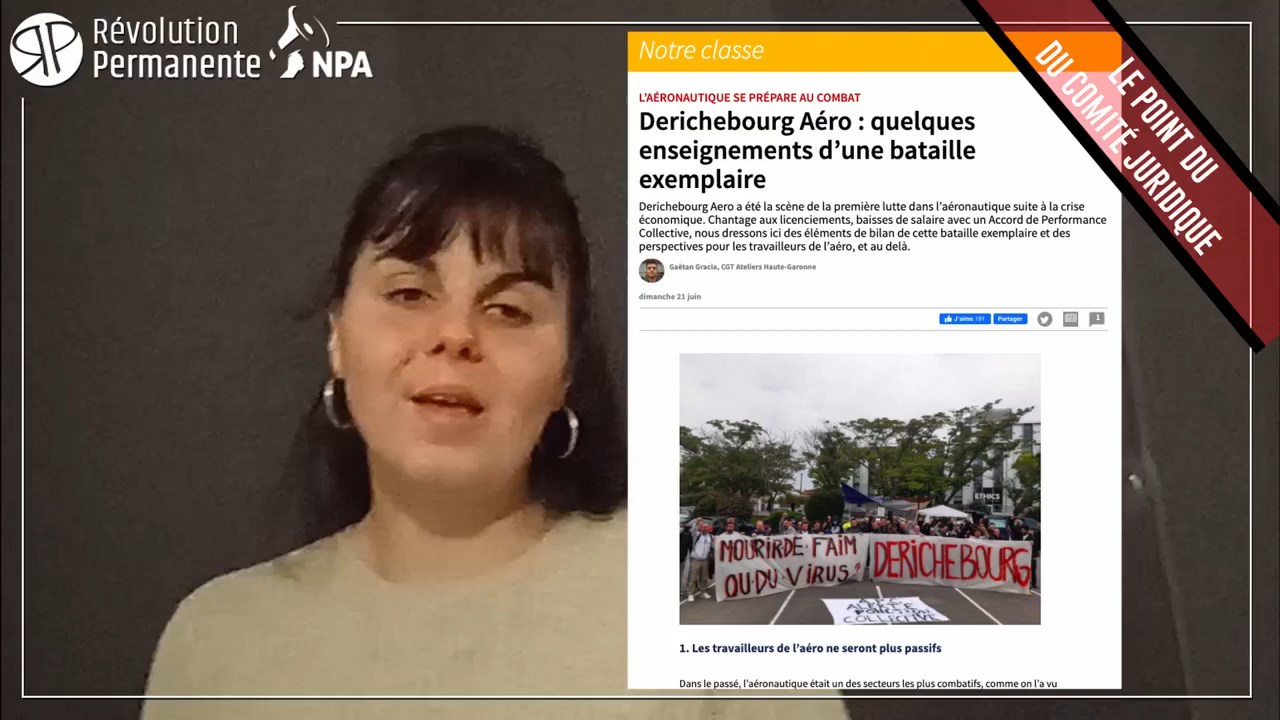 Révolution
Permanente
NPA
LE POINT DU
DU COMITÉ JURIDIQUE
Notre classe
L'AÉRONAUTIQUE SE PRÉPARE AU COMBAT
Derichebourg Aéro : quelques
enseignements d'une bataille
exemplaire
Derichebourg Aero a été la scène de la première lutte dans l'aéronautique suite à la crise
économique. Chantage aux licenciements, baisses de salaire avec un Accord de Performance
Collective, nous dressons ici des éléments de bilan de cette bataille exemplaire et des
perspectives pour les travailleurs de l'aéro, et au delà.
Gaëtan Gracia, CGT Ateliers Haute-Garonne
dimanche 21 juin
J'aime 191
Partager
1
ETHICS
MOURIR DE FAIM
OU DU VIRUS ?
DERICHEBOURG
COLLECTIVE
1. Les travailleurs de l'aéro ne seront plus passifs
Dans le passé, l'aéronautique était un des secteurs les plus combatifs, comme on l'a vu